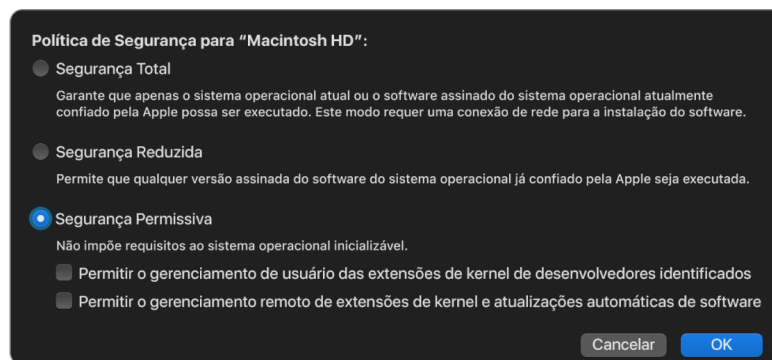 Política de Segurança para “Macintosh HD”:
Segurança Total
Garante que apenas o sistema operacional atual ou o software assinado do sistema operacional atualmente
confiado pela Apple possa ser executado. Este modo requer uma conexão de rede para a instalação do software.
Segurança Reduzida
Permite que qualquer versão assinada do software do sistema operacional já confiado pela Apple seja executada.
Segurança Permissiva
Não impõe requisitos ao sistema operacional inicializável.
Permitir o gerenciamento de usuário das extensões de kernel de desenvolvedores identificados
Permitir o gerenciamento remoto de extensões de kernel e atualizações automáticas de software
Cancelar OK